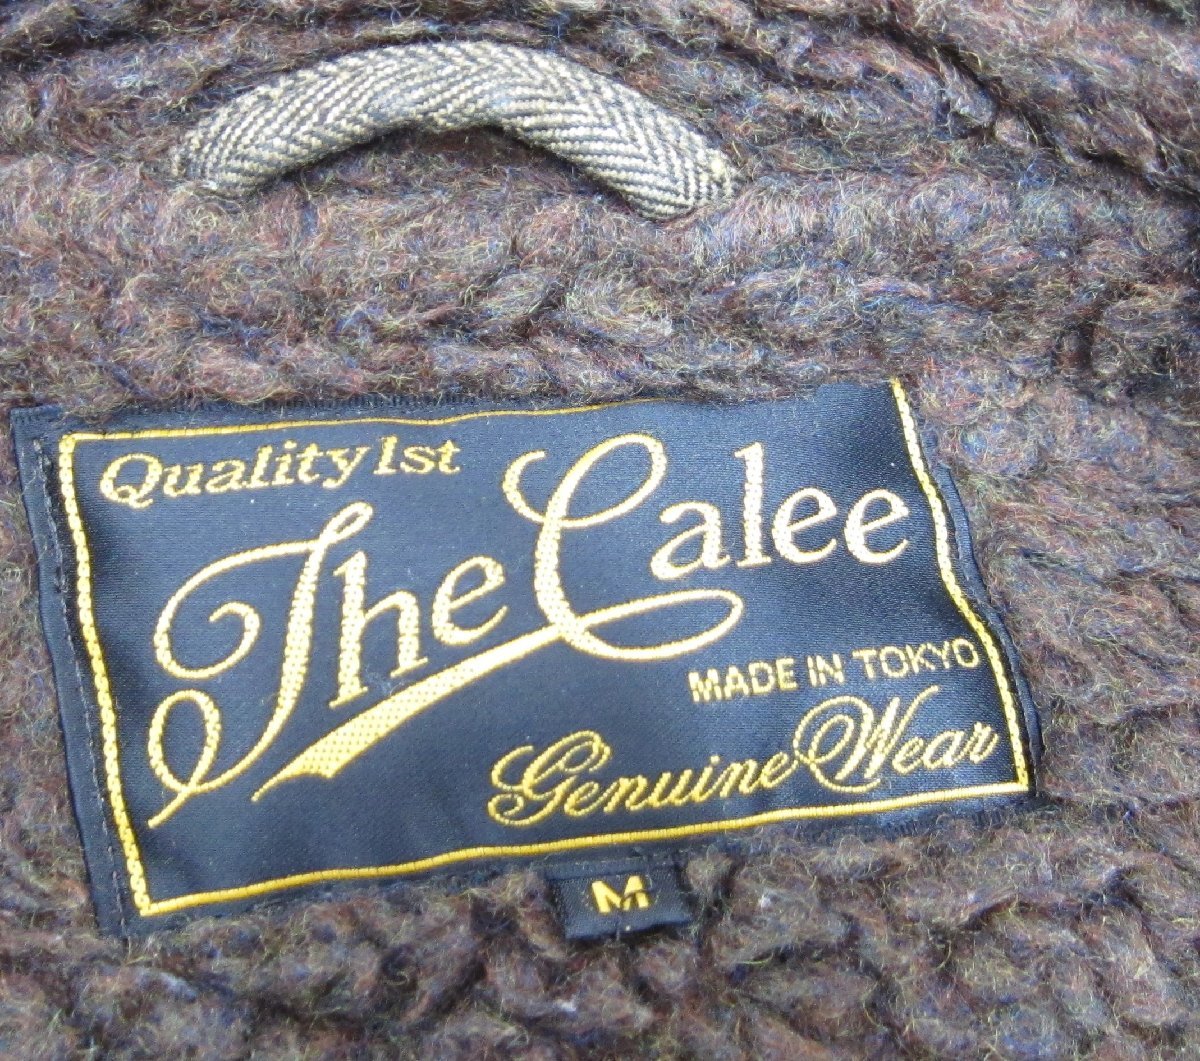 Quality 1st
The Calee
MADE IN TOKYO
Genuine Wear
M